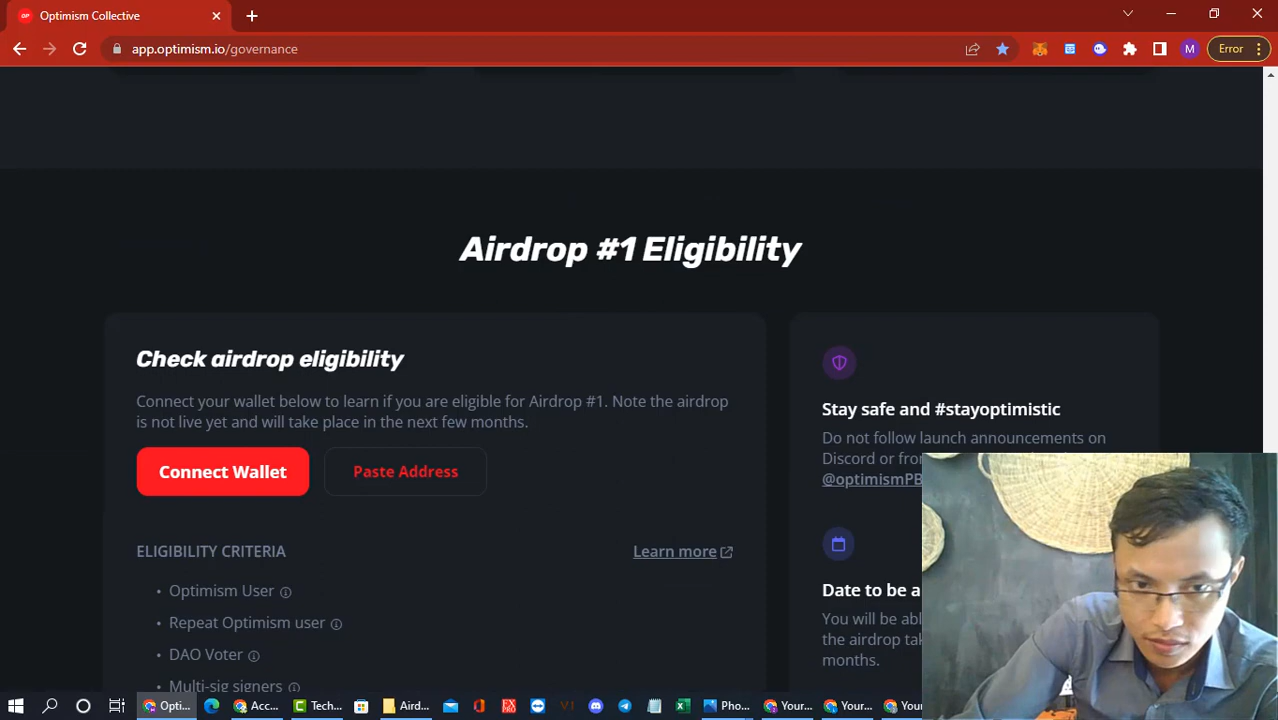 OP Optimism Collective
app.optimism.io/governance
M
Error
Airdrop #1 Eligibility
Check airdrop eligibility
Connect your wallet below to learn if you are eligible for Airdrop #1. Note the airdrop
is not live yet and will take place in the next few months.
Connect Wallet
Paste Address
ELIGIBILITY CRITERIA
Learn more
• Optimism User
• Repeat Optimism user
• DAO Voter
• Multi-sig signers
Stay safe and #stayoptimistic
Do not follow launch announcements on
Discord or fro
@optimismPB
Date to be a
You will be abl
the airdrop tak
months.
Opti...
Acc...
Tech...
Aird...
V1
Pho...
Your...
Your...
You